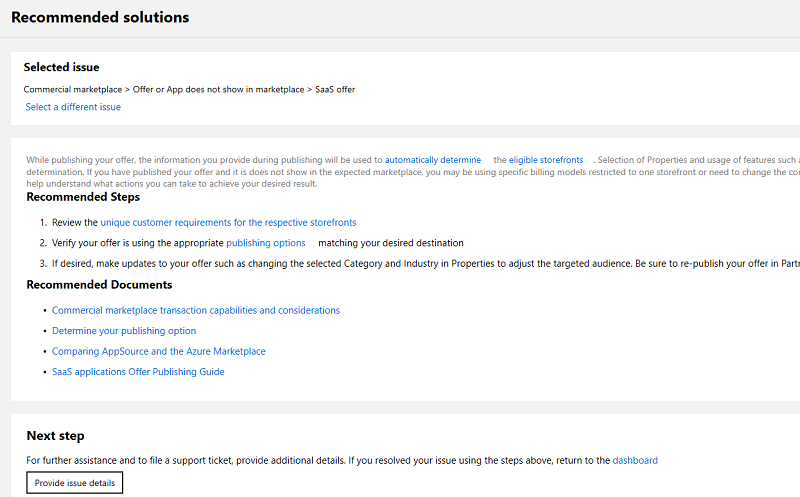 Recommended solutions
Selected issue
Commercial marketplace > Offer or App does not show in marketplace > SaaS offer
Select a different issue
While publishing your offer, the information you provide during publishing will be used to automatically determine the eligible storefronts . Selection of Properties and usage of features such
determination. If you have published your offer and it is does not show in the expected marketplace, you may be using specific billing models restricted to one storefront or need to change the
help understand what actions you can take to achieve your desired result.
Recommended Steps
1. Review the unique customer requirements for the respective storefronts
2. Verify your offer is using the appropriate publishing options matching your desired destination
3. If desired, make updates to your offer such as changing the selected Category and Industry in Properties to adjust the targeted audience. Be sure to re-publish your offer in
Recommended Documents
• Commercial marketplace transaction capabilities and considerations
• Determine your publishing option
• Comparing AppSource and the Azure Marketplace
• SaaS applications Offer Publishing Guide
Next step
For further assistance and to file a support ticket, provide additional details. If you resolved your issue using the steps above, return to the dashboard
Provide issue details